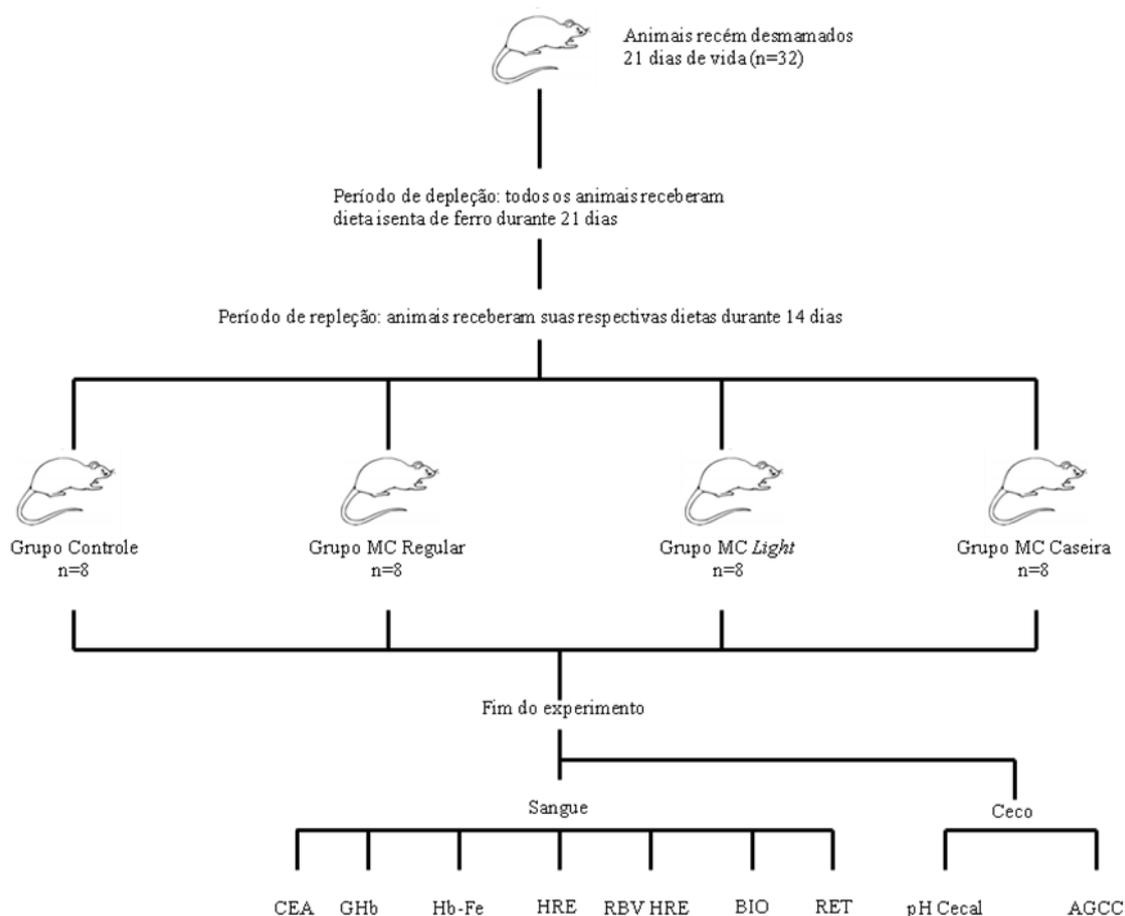 Animais recém desmamados
21 dias de vida (n=32)
Período de depleção: todos os animais receberam
dieta isenta de ferro durante 21 dias
Período de repleção: animais receberam suas respectivas dietas durante 14 dias
Grupo Controle
n=8
Grupo MC Regular
n=8
Grupo MC Light
n=8
Grupo MC Caseira
n=8
Fim do experimento
Sangue
Ceco
CEA GHb Hb-Fe HRE RBV HRE BIO RET pH Cecal AGCC